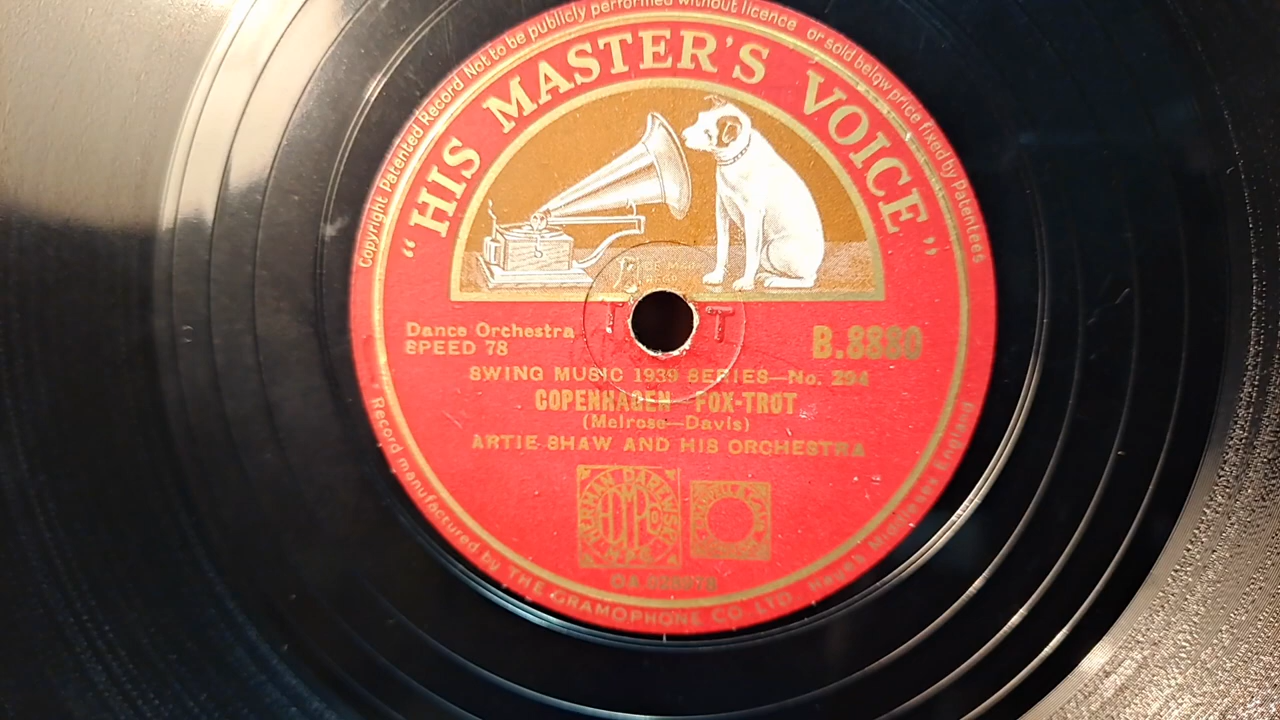 Copyright Patented Record Not to be publicly performed without licence or sold below price fixed by Patentees
"HIS MASTER'S VOICE"
T T
Dance Orchestra
SPEED 78
B.8880
SWING MUSIC 1939 SERIES—No. 294
COPENHAGEN—FOX-TROT
(Melrose—Davis)
ARTIE SHAW AND HIS ORCHESTRA
HERMAN DAREWSKI
Record manufactured by THE GRAMOPHONE CO. LTD. Hayes Middlesex England